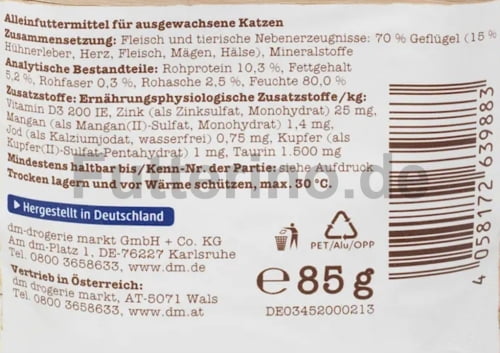 Alleinfuttermittel für ausgewachsene Katzen
Zusammensetzung: Fleisch und tierische Nebenerzeugnisse: 70 % Geflügel (15 %
Hühnerleber, Herz, Fleisch, Mägen, Hälse), Mineralstoffe
Analytische Bestandteile: Rohprotein 10,3 %, Fettgehalt
5,2 %, Rohfaser 0,3 %, Rohasche 2,5 %, Feuchte 80,0 %
Zusatzstoffe: Ernährungsphysiologische Zusatzstoffe/kg:
Vitamin D3 200 IE, Zink (als Zinksulfat, Monohydrat) 25 mg,
Mangan (als Mangan(II)-Sulfat, Monohydrat) 1,4 mg,
Jod (als Kalziumjodat, wasserfrei) 0,75 mg, Kupfer (als
Kupfer(II)-Sulfat-Pentahydrat) 1 mg, Taurin 1.500 mg
Mindestens haltbar bis/Kenn-Nr. der Partie: siehe Aufdruck
Trocken lagern und vor Wärme schützen, max. 30°C.
Futterino.de
Hergestellt in Deutschland
dm-drogerie markt GmbH + Co. KG
Am dm-Platz 1, DE-76227 Karlsruhe
Tel. 0800 3658633, www.dm.de
Vertrieb in Österreich:
dm drogerie markt, AT-5071 Wals
Tel. 0800 3658633, www.dm.at
PET/Alu/OPP
e 85 g
DE03452000213
4 058172 639883